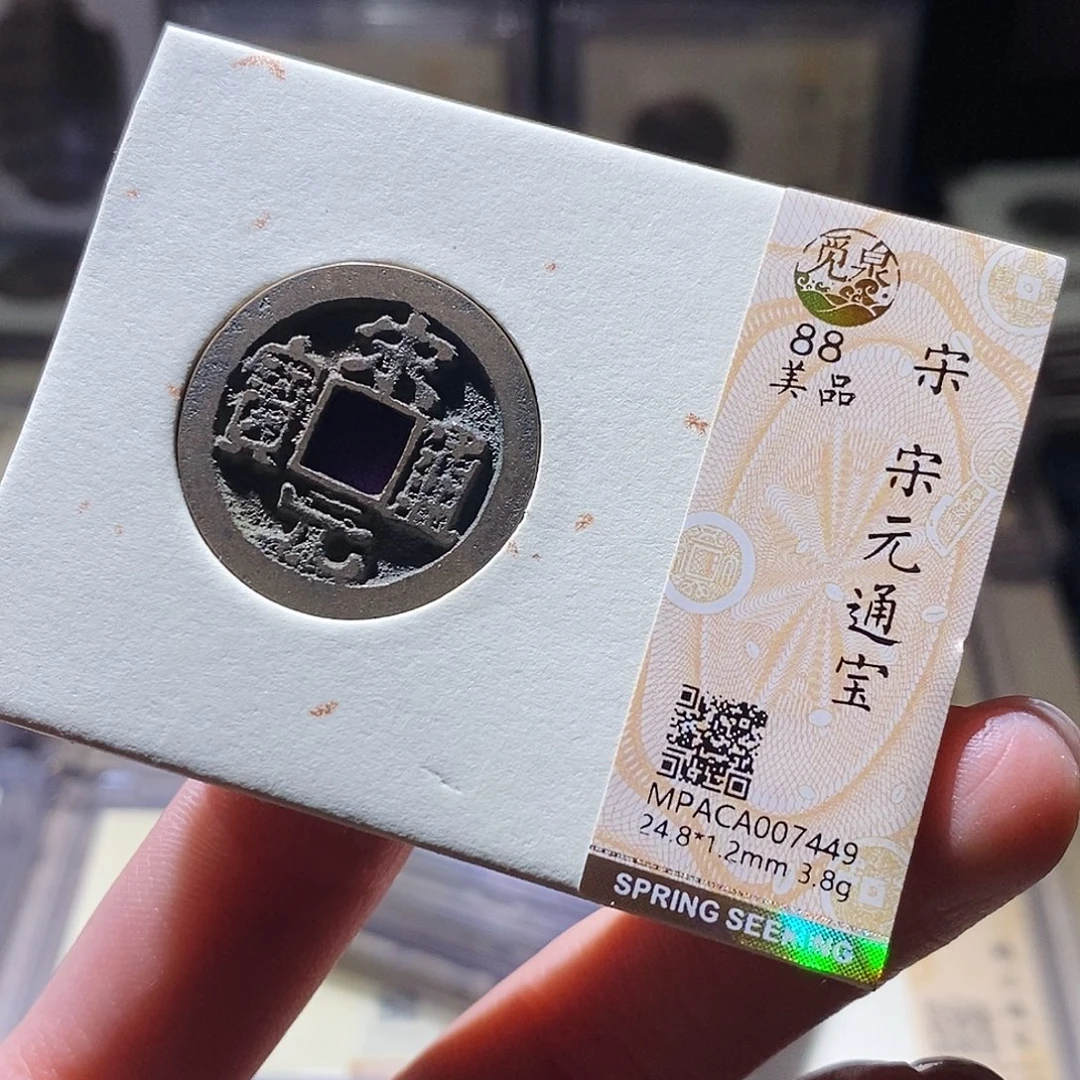 宋元通寳
觅泉
88
美品
宋
宋元通宝
MPACA007449
24.8*1.2mm 3.8g
SPRING SEEKING